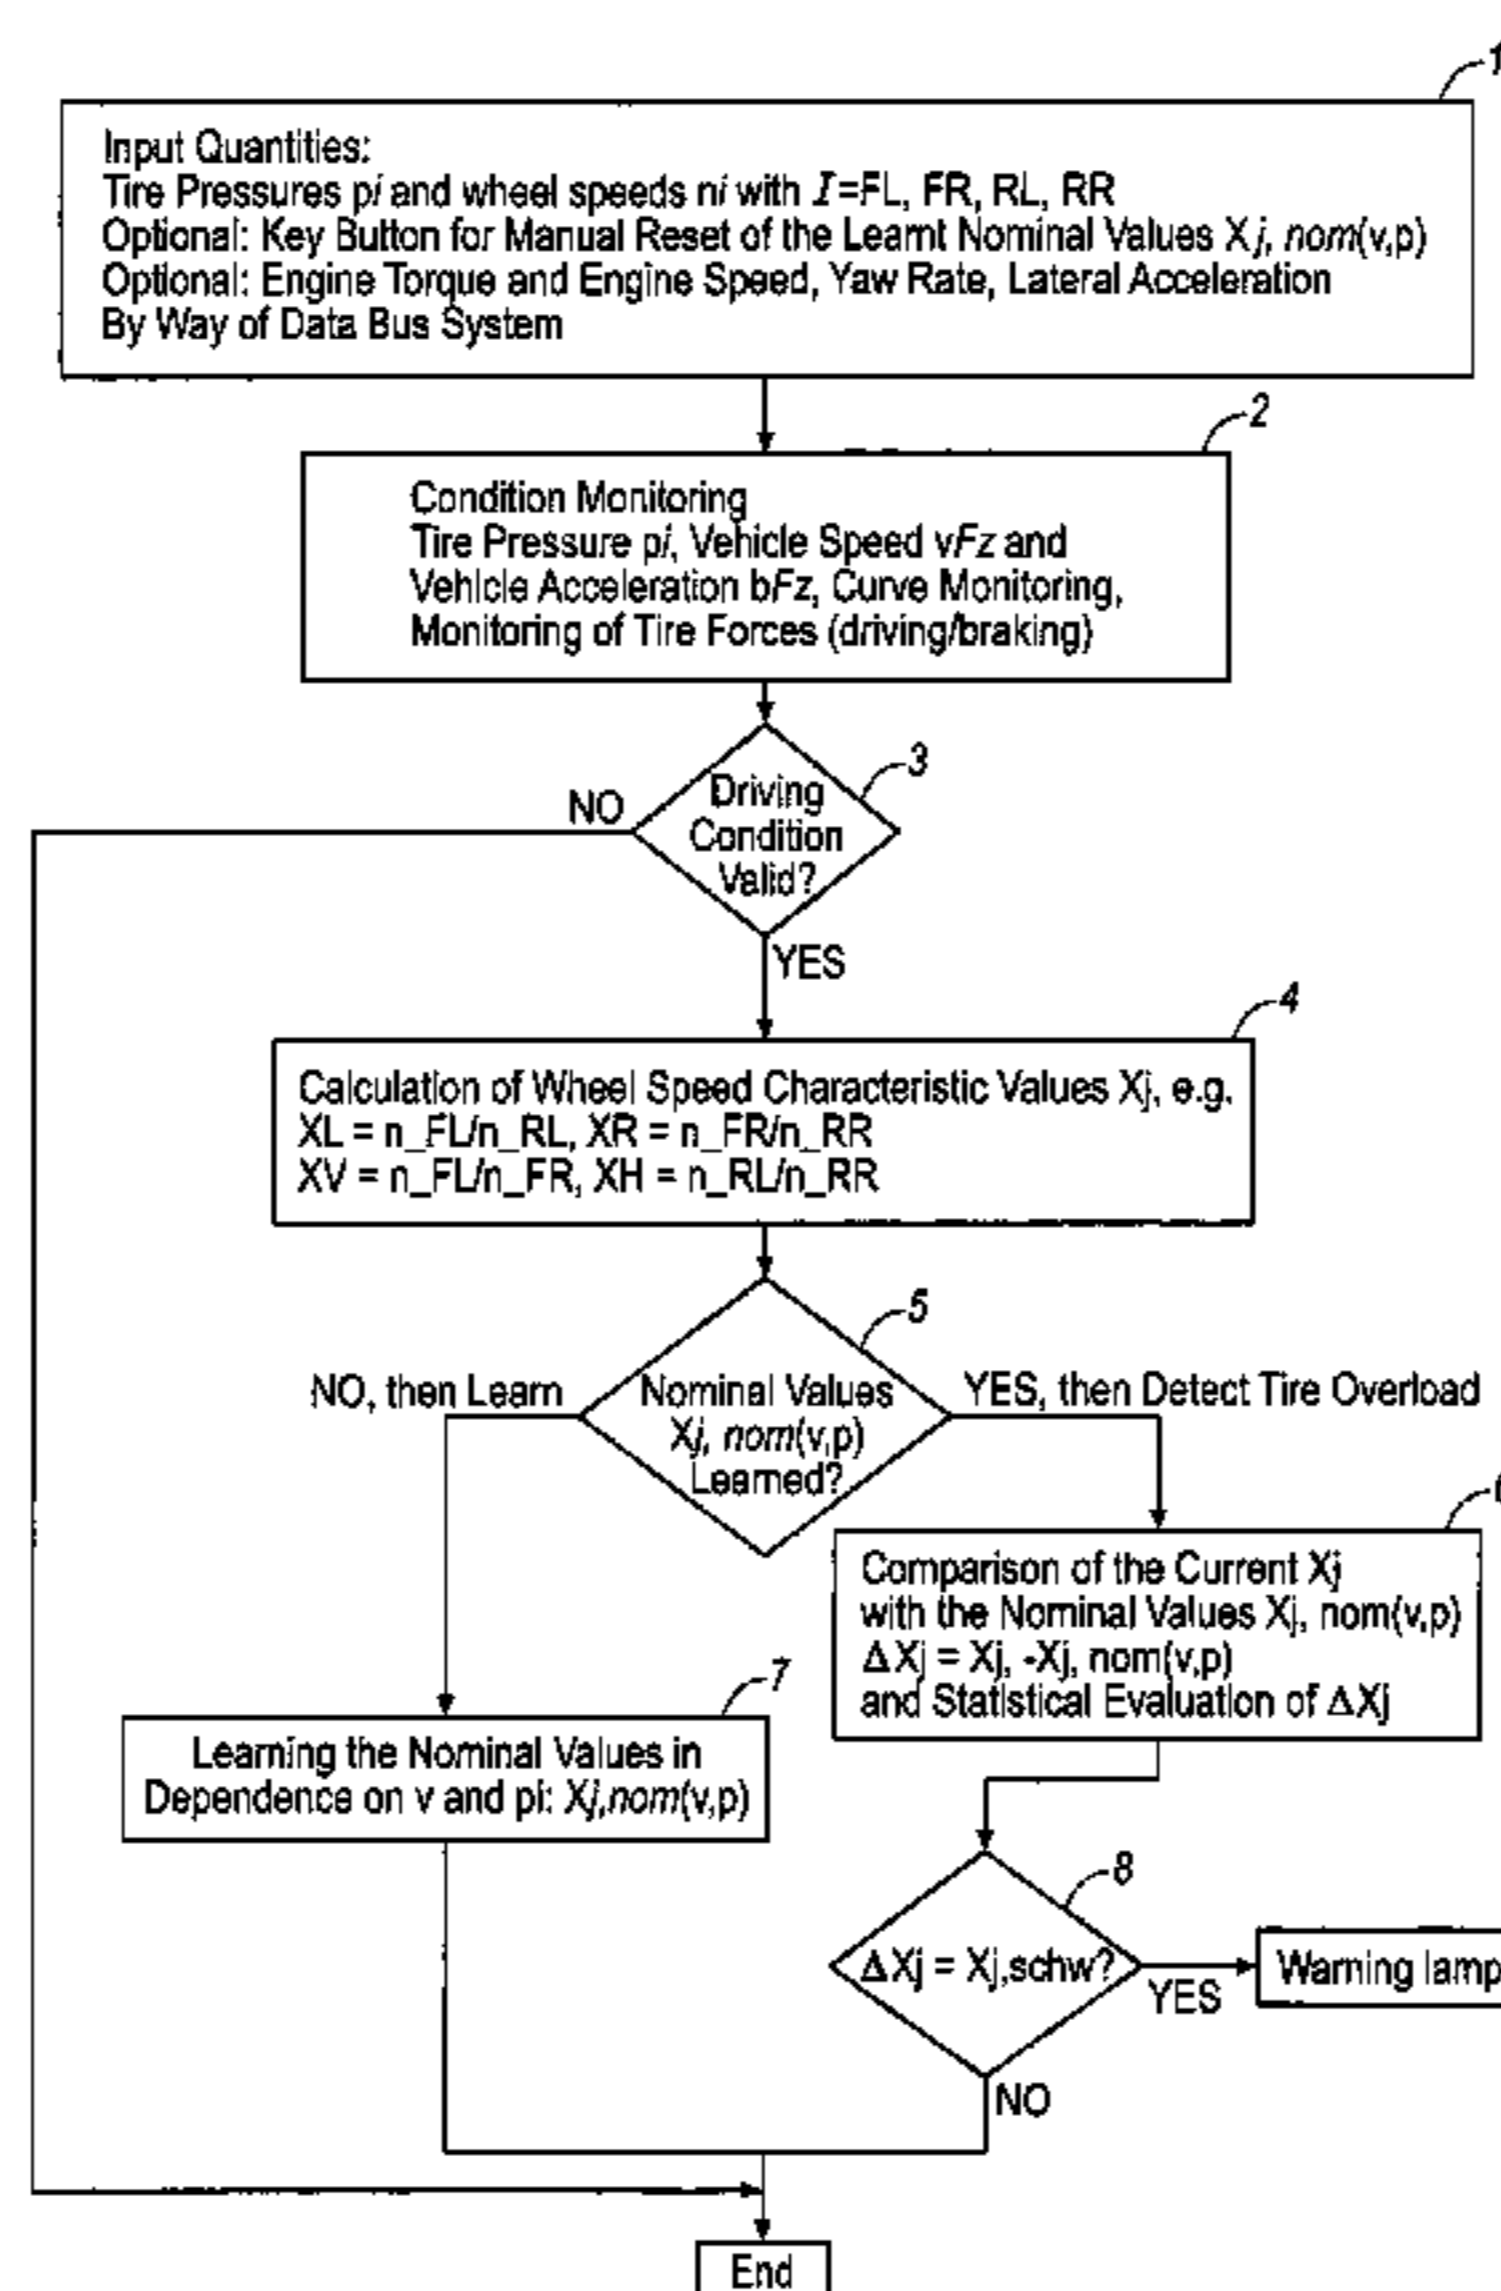 1
Input Quantities:
Tire Pressures pi and wheel speeds ni with I=FL, FR, RL, RR
Optional: Key Button for Manual Reset of the Learnt Nominal Values Xj, nom(v,p)
Optional: Engine Torque and Engine Speed, Yaw Rate, Lateral Acceleration
By Way of Data Bus System
2
Condition Monitoring
Tire Pressure pi, Vehicle Speed vFz and
Vehicle Acceleration bFz, Curve Monitoring,
Monitoring of Tire Forces (driving/braking)
3
NO
Driving
Condition
Valid?
YES
4
Calculation of Wheel Speed Characteristic Values Xj, e.g.
XL = n_FL/n_RL, XR = n_FR/n_RR
XV = n_FL/n_FR, XH = n_RL/n_RR
5
NO, then Learn
Nominal Values
Xj, nom(v,p)
Learned?
YES, then Detect Tire Overload
6
Comparison of the Current Xj
with the Nominal Values Xj, nom(v,p)
ΔXj = Xj, -Xj, nom(v,p)
and Statistical Evaluation of ΔXj
7
Learning the Nominal Values in
Dependence on v and pi: Xj,nom(v,p)
8
ΔXj = Xj,schw?
YES
Warning lamp
NO
End